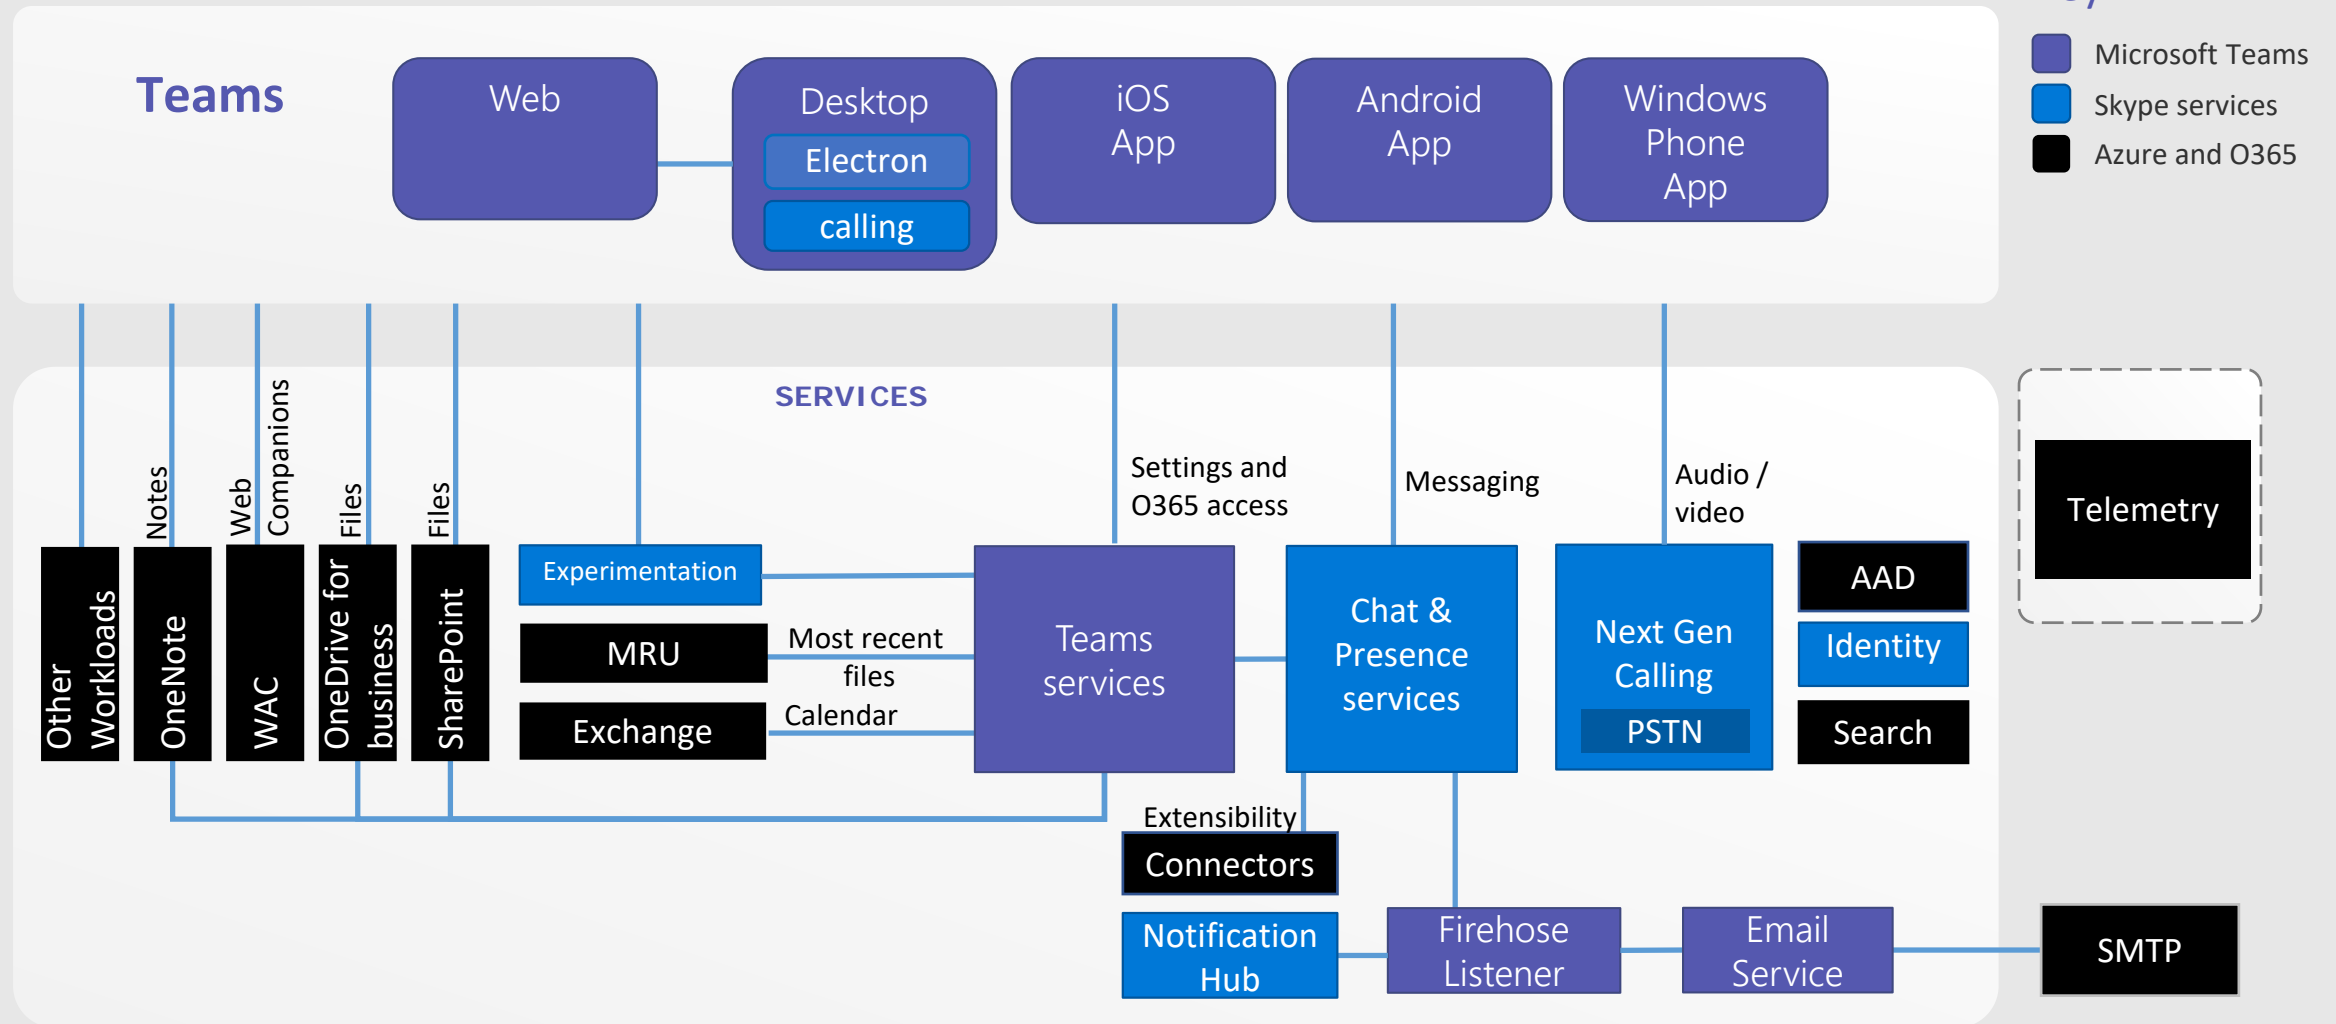 Teams
Web
Desktop
Electron
calling
iOS
App
Android
App
Windows
Phone
App
Microsoft Teams
Skype services
Azure and O365
SERVICES
Notes
Web
Companions
Files
Files
Settings and
O365 access
Messaging
Audio /
video
Other
Workloads
OneNote
WAC
OneDrive for
business
SharePoint
Experimentation
MRU
Most recent
files
Exchange
Calendar
Teams
services
Chat &
Presence
services
Next Gen
Calling
PSTN
AAD
Identity
Search
Telemetry
Extensibility
Connectors
Notification
Hub
Firehose
Listener
Email
Service
SMTP